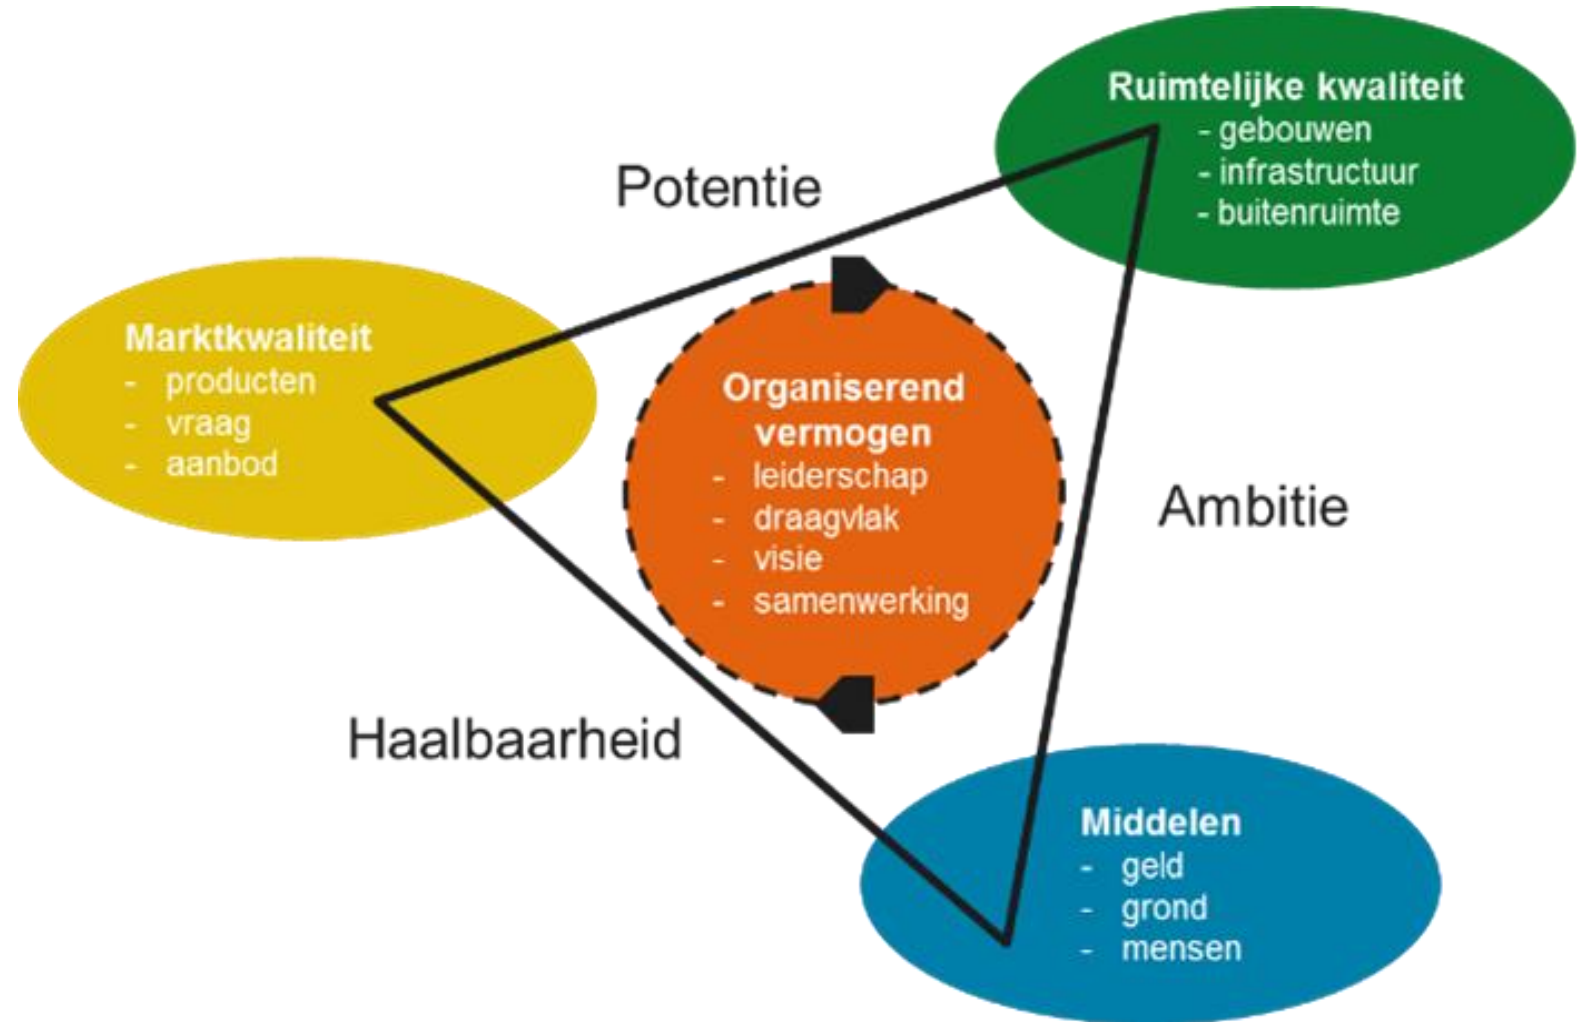 Ruimtelijke kwaliteit
- gebouwen
- infrastructuur
- buitenruimte
Potentie
Marktkwaliteit
- producten
- vraag
- aanbod
Organiserend
vermogen
- leiderschap
- draagvlak
- visie
- samenwerking
Ambitie
Haalbaarheid
Middelen
- geld
- grond
- mensen